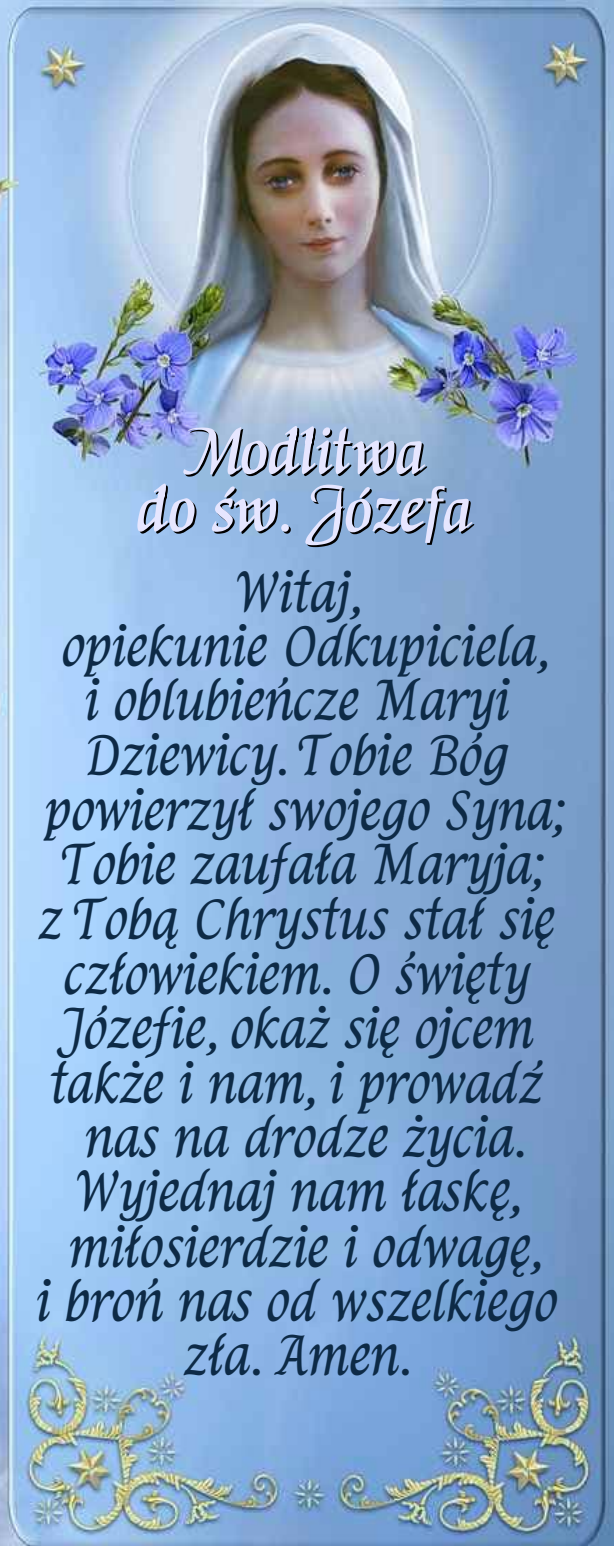 Modlitwa
do św. Józefa
Witaj,
opiekunie Odkupiciela,
i oblubieńcze Maryi
Dziewicy. Tobie Bóg
powierzył swojego Syna;
Tobie zaufała Maryja;
z Tobą Chrystus stał się
człowiekiem. O święty
Józefie, okaż się ojcem
także i nam, i prowadź
nas na drodze życia.
Wyjednaj nam łaskę,
miłosierdzie i odwagę,
i broń nas od wszelkiego
zła. Amen.